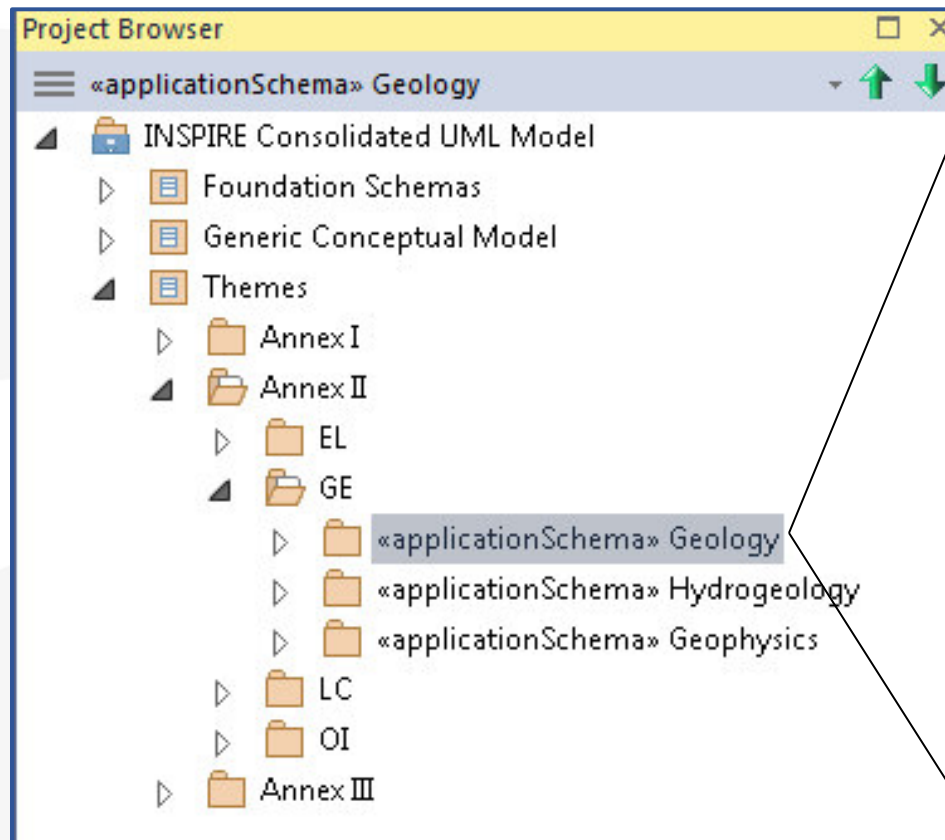 Project Browser
«applicationSchema» Geology
INSPIRE Consolidated UML Model
Foundation Schemas
Generic Conceptual Model
Themes
Annex I
Annex II
EL
GE
«applicationSchema» Geology
«applicationSchema» Hydrogeology
«applicationSchema» Geophysics
LC
OI
Annex III